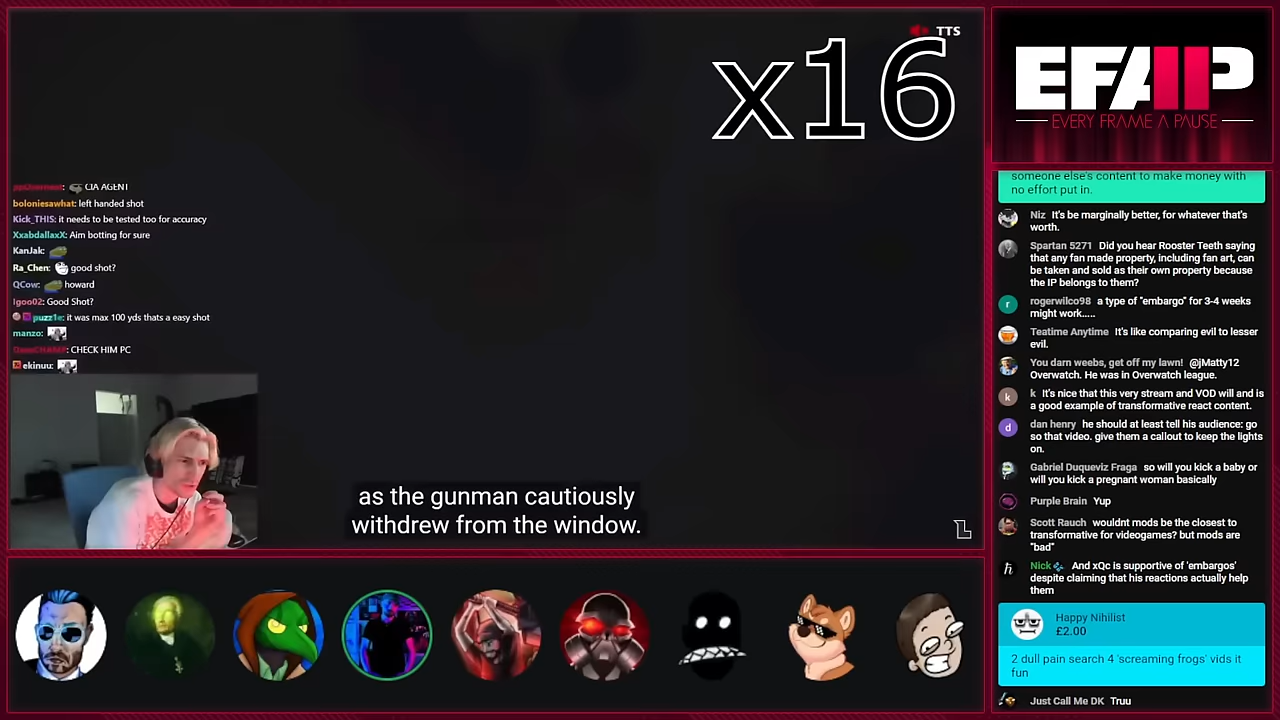 TTS
x16
CIA AGENT
boloniesawhat: left handed shot
Kick_THIS: it needs to be tested too for accuracy
XxabdallaxX: Aim botting for sure
KanJak:
Ra_Chen: good shot?
QCow: howard
Igoo02: Good Shot?
puzz1e: it was max 100 yds thats a easy shot
manzo:
CHECK HIM PC
ekinuu:
as the gunman cautiously
withdrew from the window.
EFAP
EVERY FRAME A PAUSE
someone else's content to make money with
no effort put in.
Niz It's be marginally better, for whatever that's
worth.
Spartan 5271 Did you hear Rooster Teeth saying
that any fan made property, including fan art, can
be taken and sold as their own property because
the IP belongs to them?
r
rogerwilco98 a type of "embargo" for 3-4 weeks
might work.....
Teatime Anytime It's like comparing evil to lesser
evil.
You darn weebs, get off my lawn! @jMatty12
Overwatch. He was in Overwatch league.
k
k It's nice that this very stream and VOD will and is
a good example of transformative react content.
d
dan henry he should at least tell his audience: go
so that video. give them a callout to keep the lights
on.
Gabriel Duqueviz Fraga so will you kick a baby or
will you kick a pregnant woman basically
Purple Brain Yup
Scott Rauch wouldnt mods be the closest to
transformative for videogames? but mods are
"bad"
Nick And xQc is supportive of 'embargos'
despite claiming that his reactions actually help
them
Happy Nihilist
£2.00
2 dull pain search 4 'screaming frogs' vids it
fun
Just Call Me DK Truu